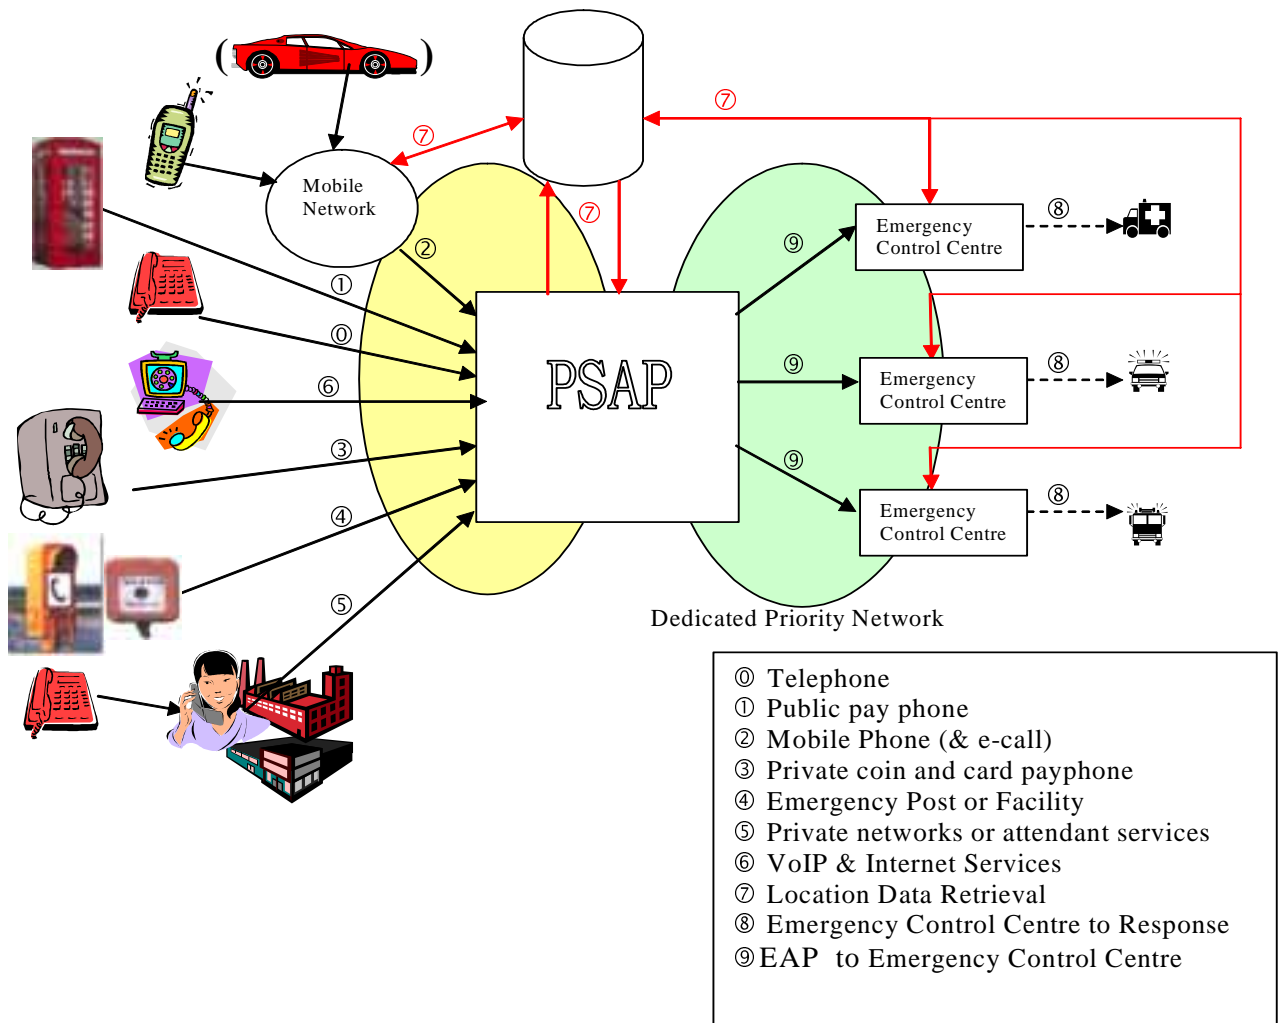 ( )
⑦
⑦
Mobile
Network
⑦
②
①
⓪
⑥
③
④
⑤
PSAP
⑨
⑨
⑨
Emergency
Control Centre
⑧
Emergency
Control Centre
⑧
Emergency
Control Centre
⑧
Dedicated Priority Network
⓪ Telephone
① Public pay phone
② Mobile Phone (& e-call)
③ Private coin and card payphone
④ Emergency Post or Facility
⑤ Private networks or attendant services
⑥ VoIP & Internet Services
⑦ Location Data Retrieval
⑧ Emergency Control Centre to Response
⑨ EAP to Emergency Control Centre